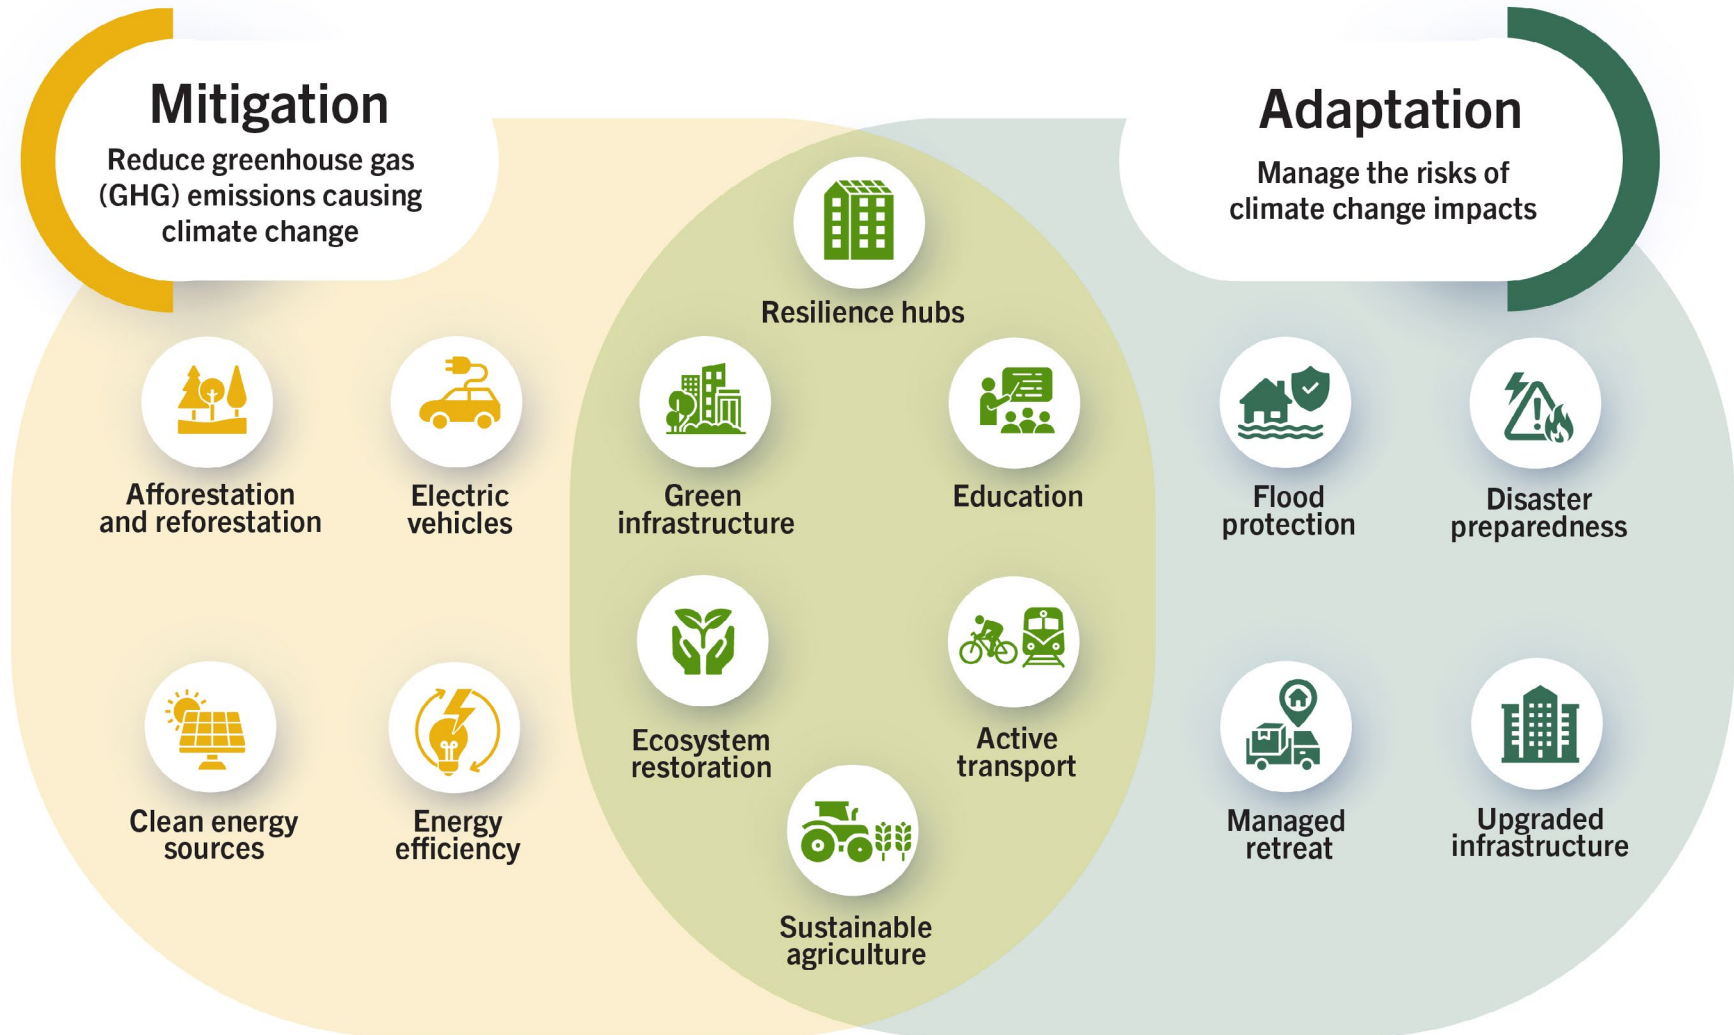 Mitigation
Reduce greenhouse gas
(GHG) emissions causing
climate change
Adaptation
Manage the risks of
climate change impacts
Resilience hubs
Afforestation
and reforestation
Electric
vehicles
Green
infrastructure
Education
Flood
protection
Disaster
preparedness
Ecosystem
restoration
Active
transport
Clean energy
sources
Energy
efficiency
Managed
retreat
Upgraded
infrastructure
Sustainable
agriculture